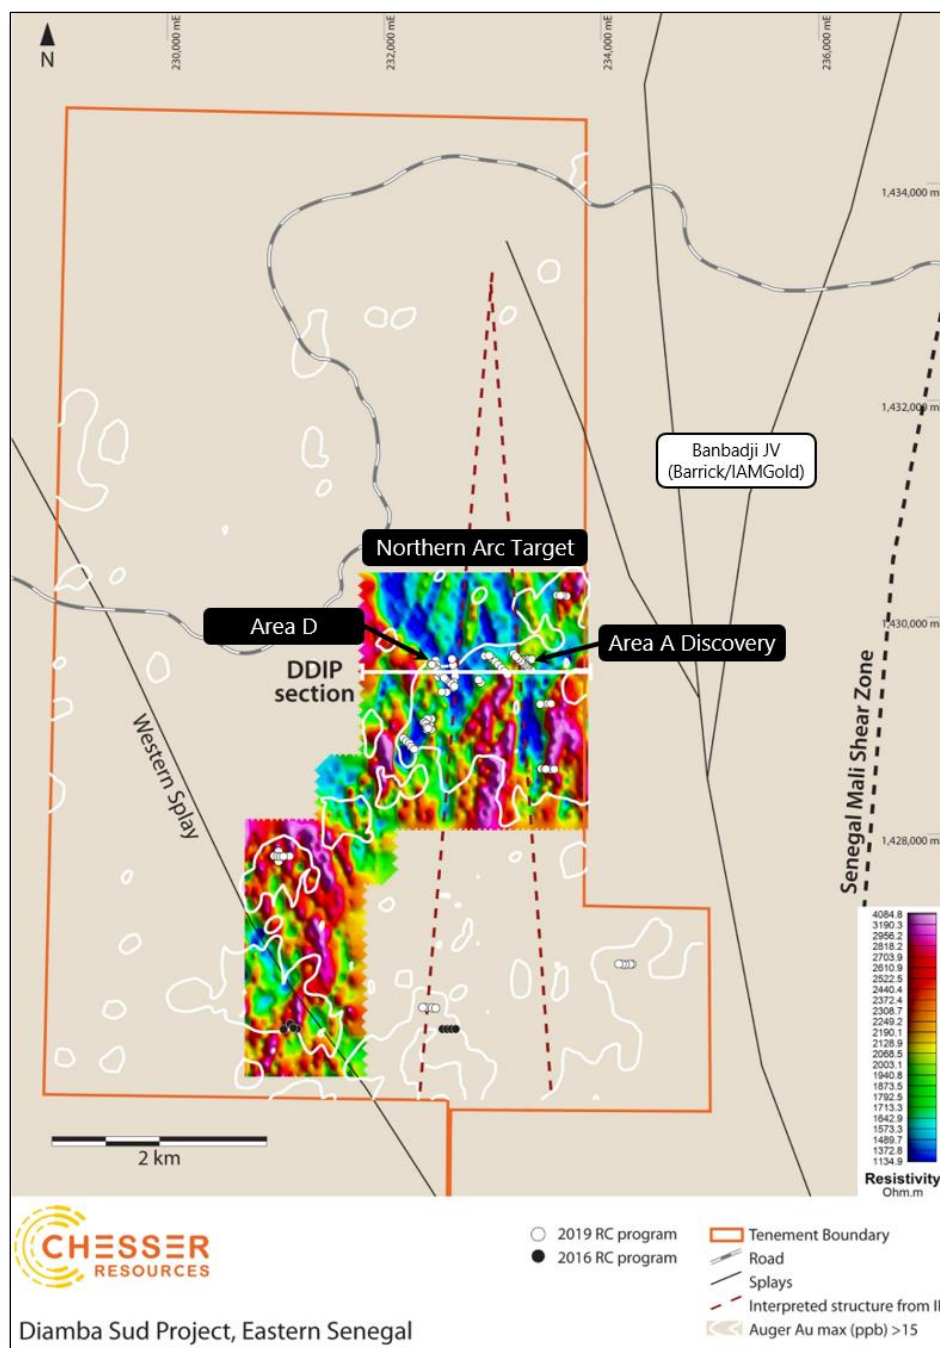 N
230,000 mE
232,000 mE
234,000 mE
236,000 mE
1,434,000 m
1,432,000 m
Banbadji JV
(Barrick/IAMGold)
Northern Arc Target
1,430,000 m
Area D
Area A Discovery
DDIP
section
Western Splay
Senegal Mali Shear Zone
1,428,000 m
4084.8
3190.3
2956.2
2818.2
2703.9
2610.9
2522.5
2440.4
2372.4
2308.7
2249.2
2190.1
2128.9
2068.5
2003.1
1940.8
1873.5
1792.5
1713.3
1642.9
1573.3
1489.7
1372.8
1134.9
Resistivity
Ohm.m
2 km
CHESSER
RESOURCES
2019 RC program
2016 RC program
Tenement Boundary
Road
Splays
Interpreted structure from I
Auger Au max (ppb) >15
Diamba Sud Project, Eastern Senegal